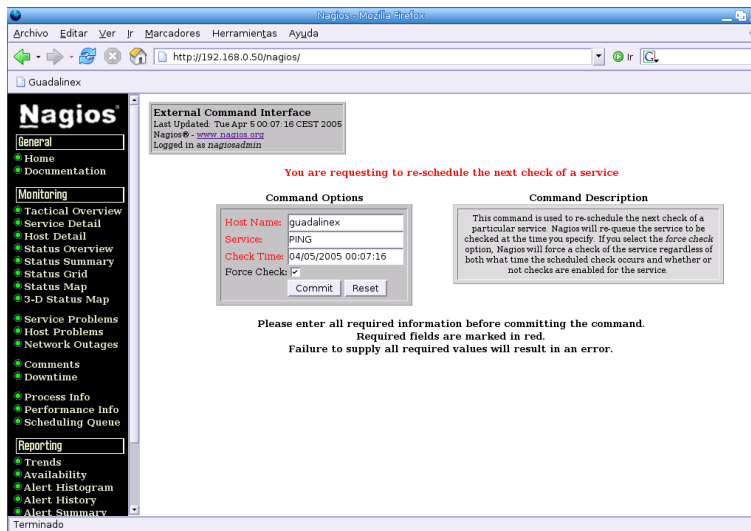 Nagios - Mozilla Firefox
Archivo Editar Ver Ir Marcadores Herramientas Ayuda
http://192.168.0.50/nagios/
Ir
G
Guadalinex
Nagios®
General
Home
Documentation
Monitoring
Tactical Overview
Service Detail
Host Detail
Status Overview
Status Summary
Status Grid
Status Map
3-D Status Map
Service Problems
Host Problems
Network Outages
Comments
Downtime
Process Info
Performance Info
Scheduling Queue
Reporting
Trends
Availability
Alert Histogram
Alert History
Alert Summary
External Command Interface
Last Updated: Tue Apr 5 00:07:16 CEST 2005
Nagios® - www.nagios.org
Logged in as nagiosadmin
You are requesting to re-schedule the next check of a service
Command Options
Host Name: guadalinex
Service: PING
Check Time: 04/05/2005 00:07:16
Force Check:
Commit Reset
Command Description
This command is used to re-schedule the next check of a
particular service. Nagios will re-queue the service to be
checked at the time you specify. If you select the force check
option, Nagios will force a check of the service regardless of
both what time the scheduled check occurs and whether or
not checks are enabled for the service.
Please enter all required information before committing the command.
Required fields are marked in red.
Failure to supply all required values will result in an error.
Terminado